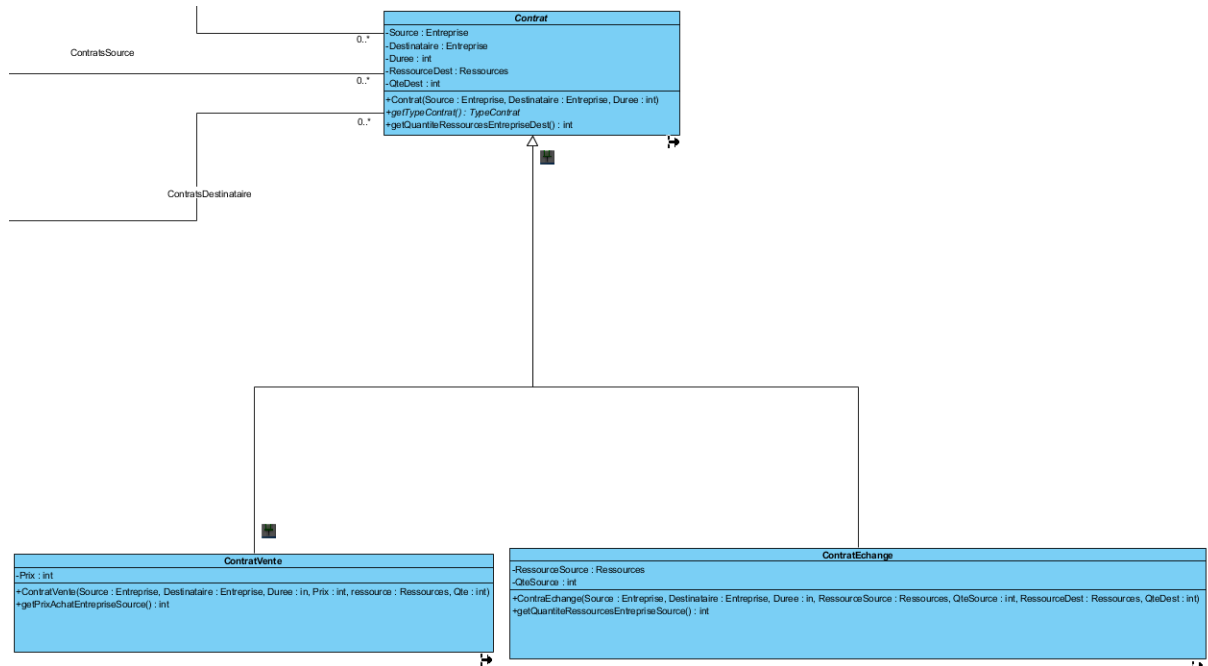 Contrat
-Source : Entreprise
-Destinataire : Entreprise
-Duree : int
-RessourceDest : Ressources
-QteDest : int
+Contrat(Source : Entreprise, Destinataire : Entreprise, Duree : int)
+getTypeContrat() : TypeContrat
+getQuantiteRessourcesEntrepriseDest() : int
0..*
ContratsSource
0..*
0..*
ContratsDestinataire
ContratVente
-Prix : int
+ContratVente(Source : Entreprise, Destinataire : Entreprise, Duree : in, Prix : int, ressource : Ressources, Qte : int)
+getPrixAchatEntrepriseSource() : int
ContratEchange
-RessourceSource : Ressources
-QteSource : int
+ContraEchange(Source : Entreprise, Destinataire : Entreprise, Duree : in, RessourceSource : Ressources, QteSource : int, RessourceDest : Ressources, QteDest : int)
+getQuantiteRessourcesEntrepriseSource() : int